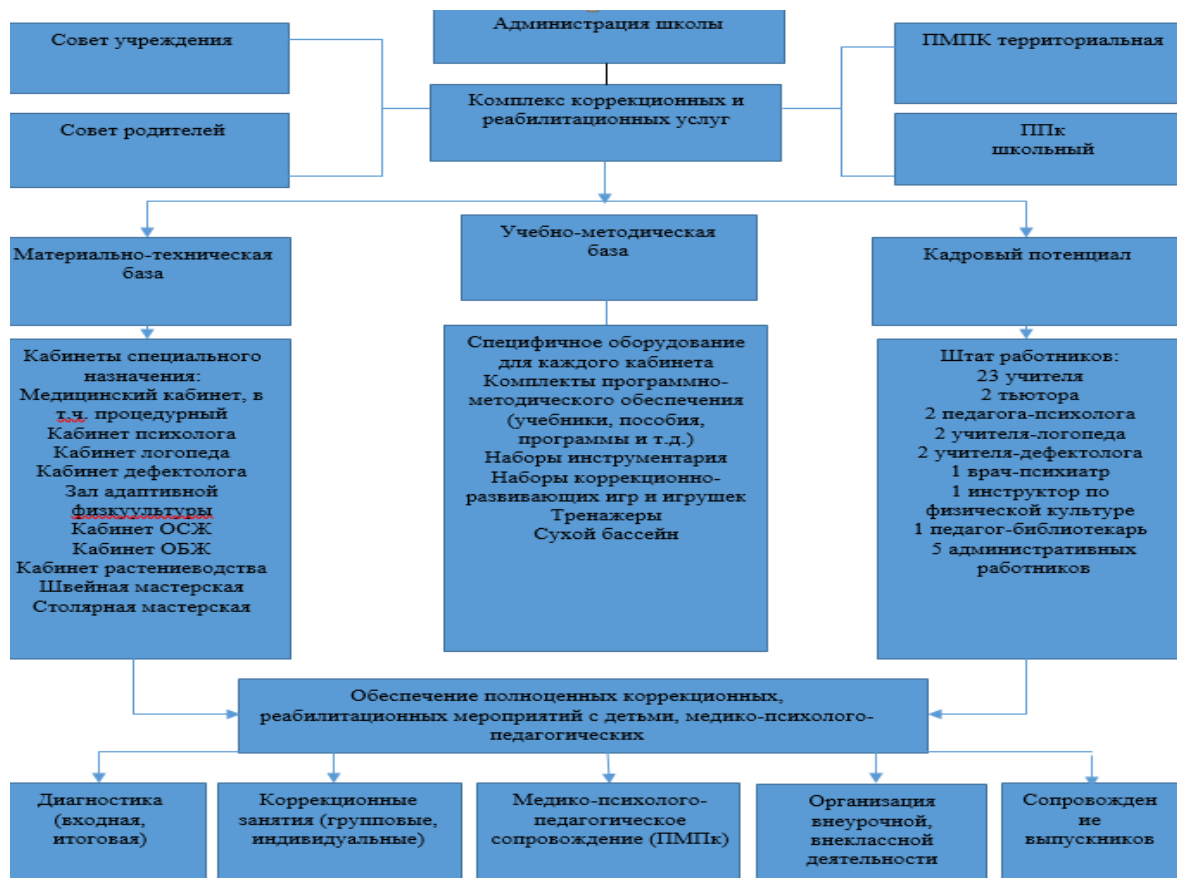 Администрация школы
Совет учреждения
ПМПК территориальная
Комплекс коррекционных и
реабилитационных услуг
Совет родителей
ППк
школьный
Материально-техническая
база
Учебно-методическая
база
Кадровый потенциал
Кабинеты специального
назначения:
Медицинский кабинет, в
т.ч. процедурный
Кабинет психолога
Кабинет логопеда
Кабинет дефектолога
Зал адаптивной
физкуультуры
Кабинет ОСЖ
Кабинет ОБЖ
Кабинет растениеводства
Швейная мастерская
Столярная мастерская
Специфичное оборудование
для каждого кабинета
Комплекты программно-
методического обеспечения
(учебники, пособия,
программы и т.д.)
Наборы инструментария
Наборы коррекционно-
развивающих игр и игрушек
Тренажеры
Сухой бассейн
Штат работников:
23 учителя
2 тьютора
2 педагога-психолога
2 учителя-логопеда
2 учителя-дефектолога
1 врач-психиатр
1 инструктор по
физической культуре
1 педагог-библиотекарь
5 административных
работников
Обеспечение полноценных коррекционных,
реабилитационных мероприятий с детьми, медико-психолого-
педагогических
Диагностика
(входная,
итоговая)
Коррекционные
занятия (групповые,
индивидуальные)
Медико-психолого-
педагогическое
сопровождение (ПМПк)
Организация
внеурочной,
внеклассной
деятельности
Сопровожден
ие
выпускников